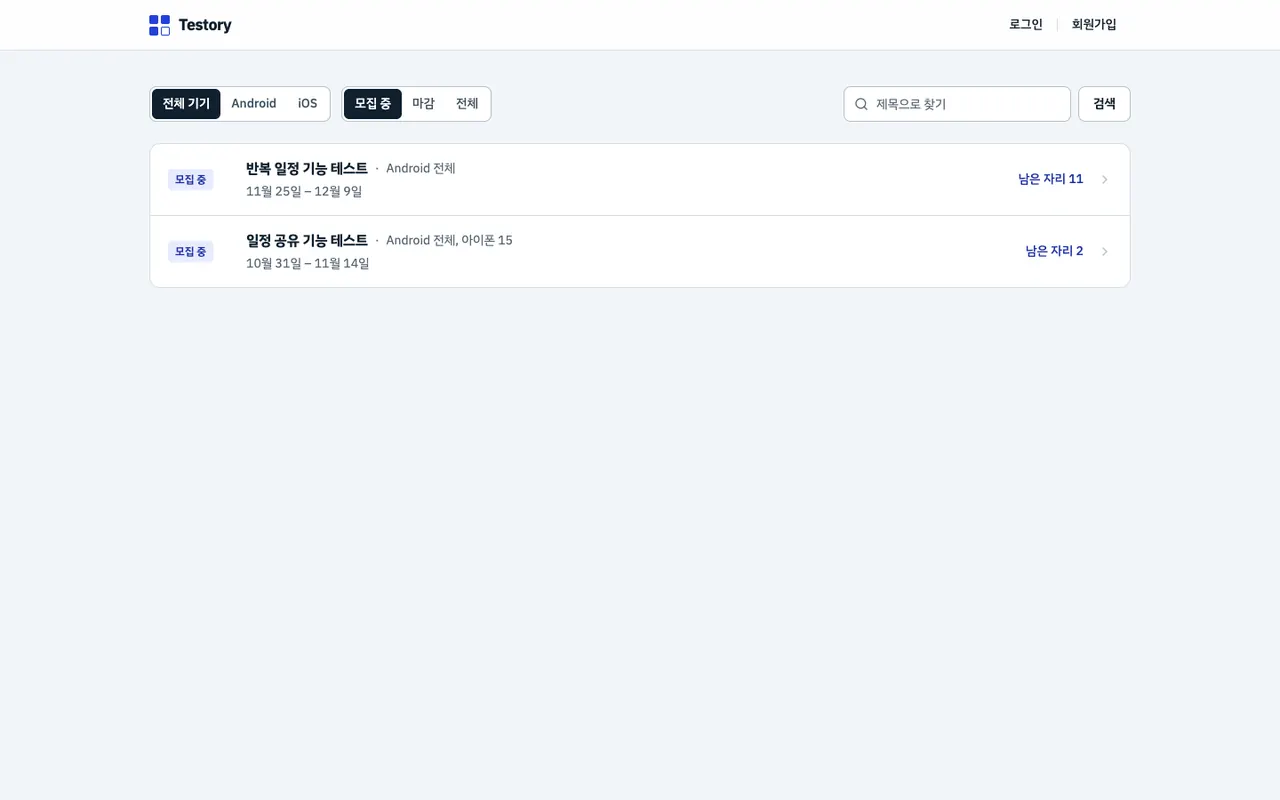 Testory
로그인
회원가입
전체 기기
Android
iOS
모집 중
마감
전체
제목으로 찾기
검색
모집 중
반복 일정 기능 테스트 · Android 전체
11월 25일 – 12월 9일
남은 자리 11
모집 중
일정 공유 기능 테스트 · Android 전체, 아이폰 15
10월 31일 – 11월 14일
남은 자리 2